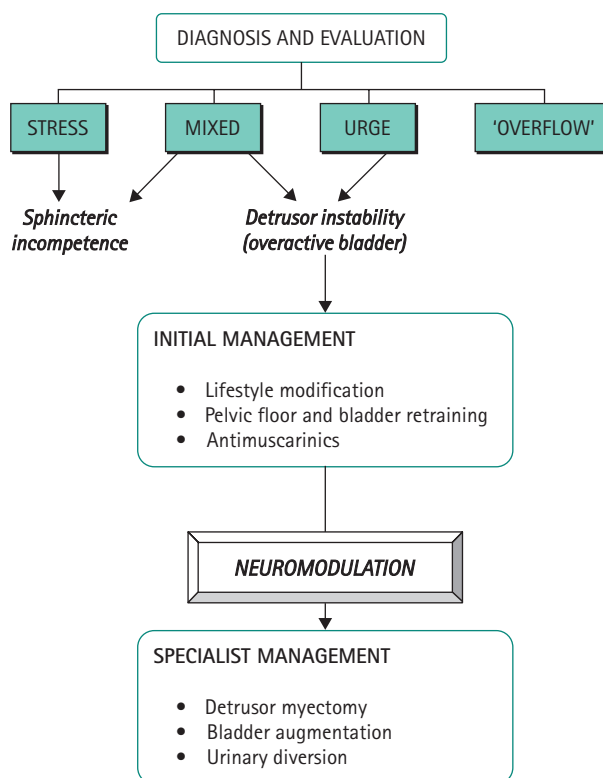 DIAGNOSIS AND EVALUATION
STRESS
MIXED
URGE
'OVERFLOW'
Sphincteric
incompetence
Detrusor instability
(overactive bladder)
INITIAL MANAGEMENT
• Lifestyle modification
• Pelvic floor and bladder retraining
• Antimuscarinics
NEUROMODULATION
SPECIALIST MANAGEMENT
• Detrusor myectomy
• Bladder augmentation
• Urinary diversion